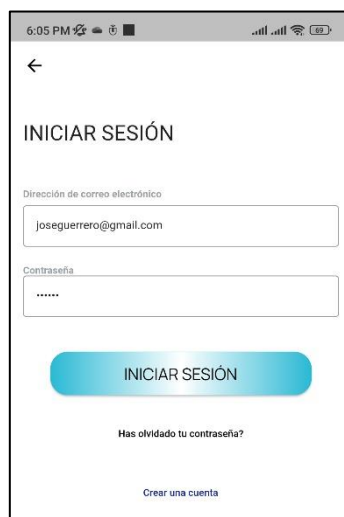 6:05 PM 69
INICIAR SESIÓN
Dirección de correo electrónico
joseguerrero@gmail.com
Contraseña
••••••
INICIAR SESIÓN
Has olvidado tu contraseña?
Crear una cuenta